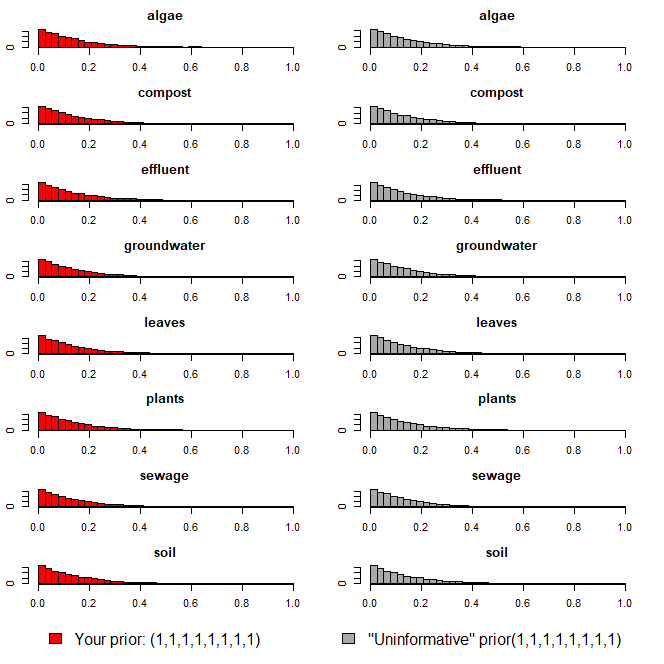 algae algae
0 0
0.0 0.2 0.4 0.6 0.8 1.0 0.0 0.2 0.4 0.6 0.8 1.0
compost compost
0 0
0.0 0.2 0.4 0.6 0.8 1.0 0.0 0.2 0.4 0.6 0.8 1.0
effluent effluent
0 0
0.0 0.2 0.4 0.6 0.8 1.0 0.0 0.2 0.4 0.6 0.8 1.0
groundwater groundwater
0 0
0.0 0.2 0.4 0.6 0.8 1.0 0.0 0.2 0.4 0.6 0.8 1.0
leaves leaves
0 0
0.0 0.2 0.4 0.6 0.8 1.0 0.0 0.2 0.4 0.6 0.8 1.0
plants plants
0 0
0.0 0.2 0.4 0.6 0.8 1.0 0.0 0.2 0.4 0.6 0.8 1.0
sewage sewage
0 0
0.0 0.2 0.4 0.6 0.8 1.0 0.0 0.2 0.4 0.6 0.8 1.0
soil soil
0 0
0.0 0.2 0.4 0.6 0.8 1.0 0.0 0.2 0.4 0.6 0.8 1.0
Your prior: (1,1,1,1,1,1,1,1) "Uninformative" prior(1,1,1,1,1,1,1,1)